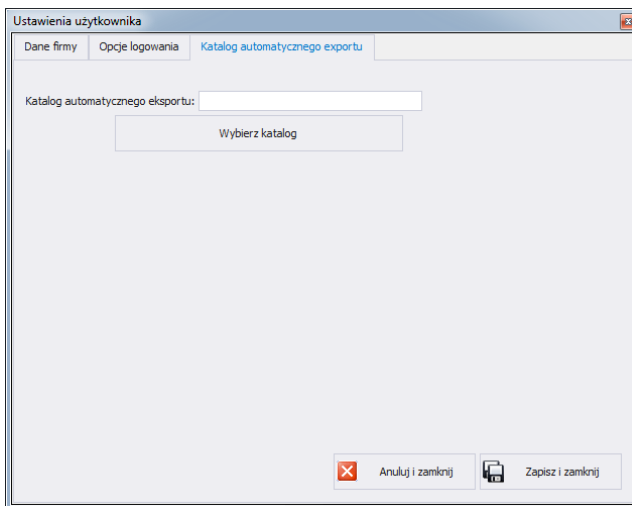 Ustawienia użytkownika
Dane firmy Opcje logowania Katalog automatycznego exportu
Katalog automatycznego eksportu:
Wybierz katalog
Anuluj i zamknij Zapisz i zamknij